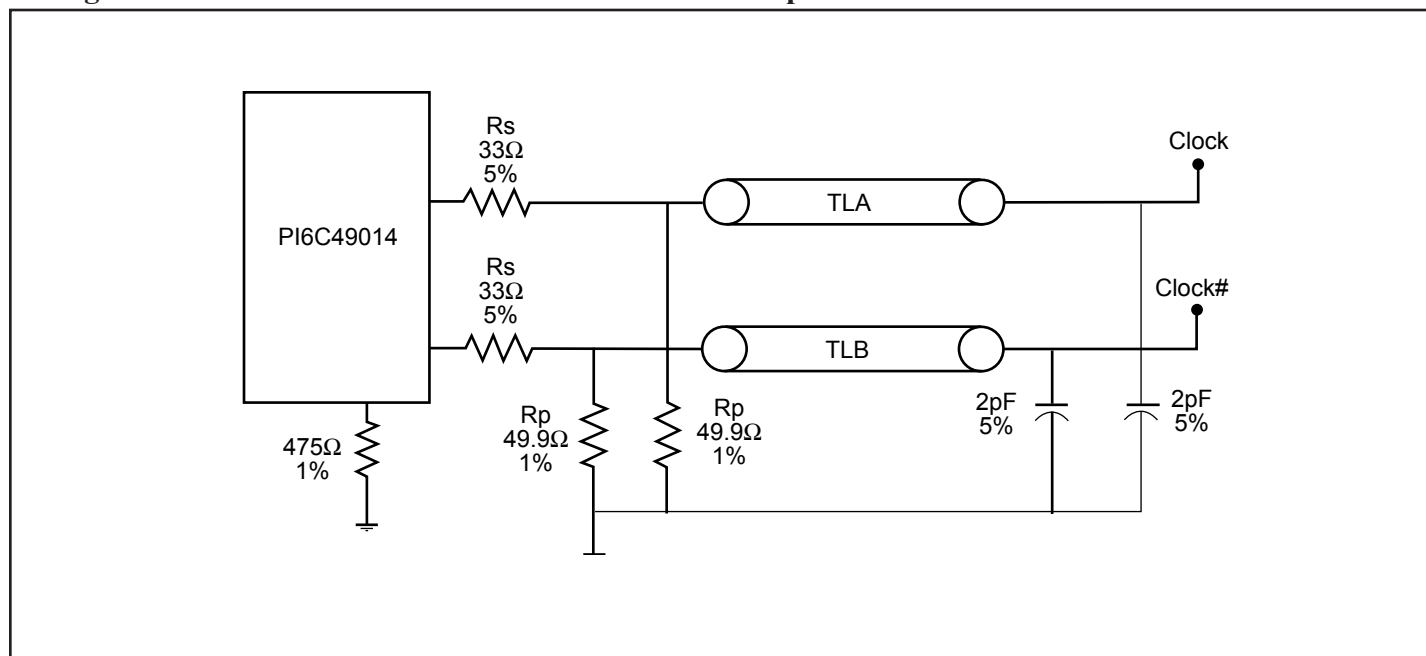 Rs
33Ω
5%
Clock
TLA
PI6C49014
Rs
33Ω
5%
Clock#
TLB
475Ω
1%
Rp
49.9Ω
1%
Rp
49.9Ω
1%
2pF
5%
2pF
5%